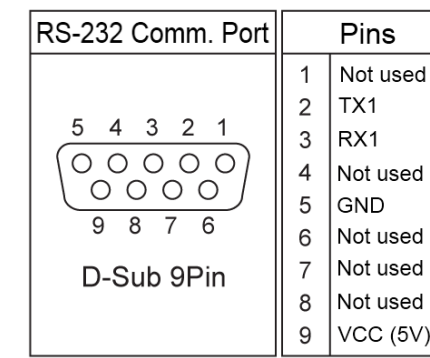 RS-232 Comm. Port
5 4 3 2 1
9 8 7 6
D-Sub 9Pin
Pins
1 Not used
2 TX1
3 RX1
4 Not used
5 GND
6 Not used
7 Not used
8 Not used
9 VCC (5V)